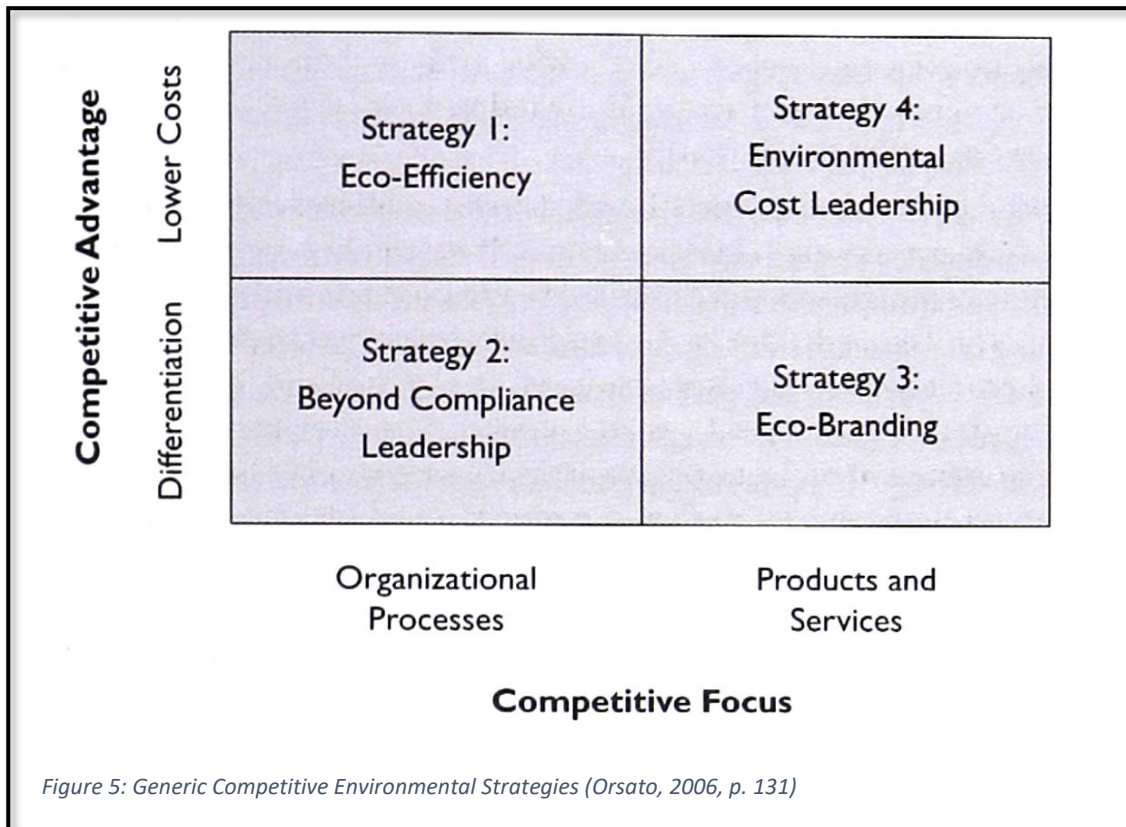 Competitive Advantage
Lower Costs
Differentiation
Strategy 1:
Eco-Efficiency
Strategy 4:
Environmental
Cost Leadership
Strategy 2:
Beyond Compliance
Leadership
Strategy 3:
Eco-Branding
Organizational
Processes
Products and
Services
Competitive Focus
Figure 5: Generic Competitive Environmental Strategies (Orsato, 2006, p. 131)